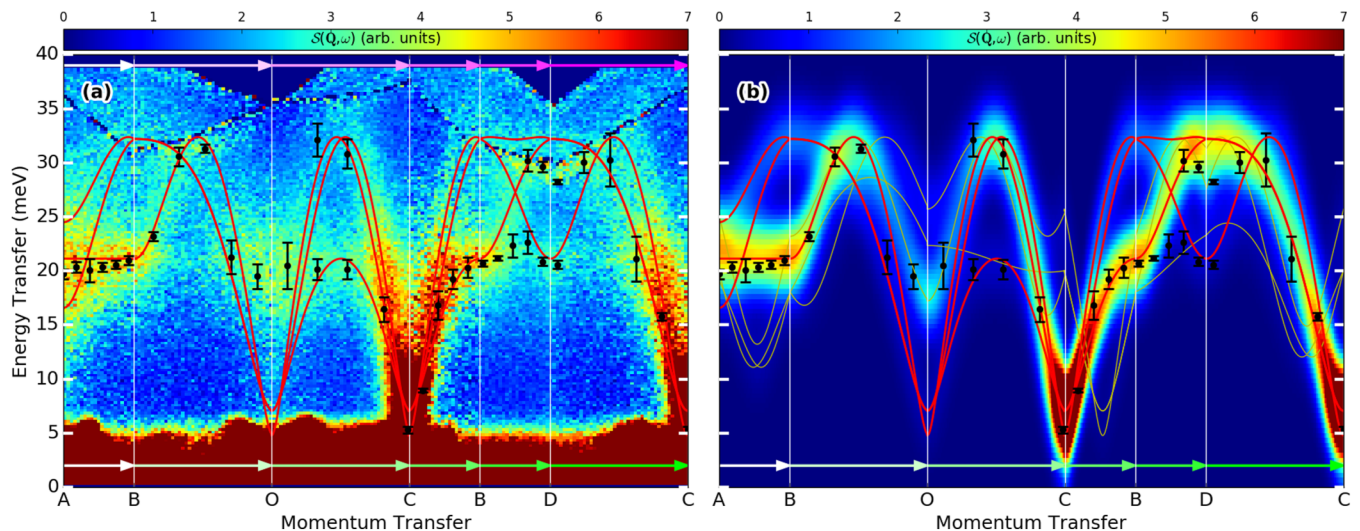 0 1 2 3 4 5 6 7
S(Q,ω) (arb. units)
(a)
40
35
30
25
20
15
10
5
0
Energy Transfer (meV)
A B O C B D C
Momentum Transfer
0 1 2 3 4 5 6 7
S(Q,ω) (arb. units)
(b)
A B O C B D C
Momentum Transfer